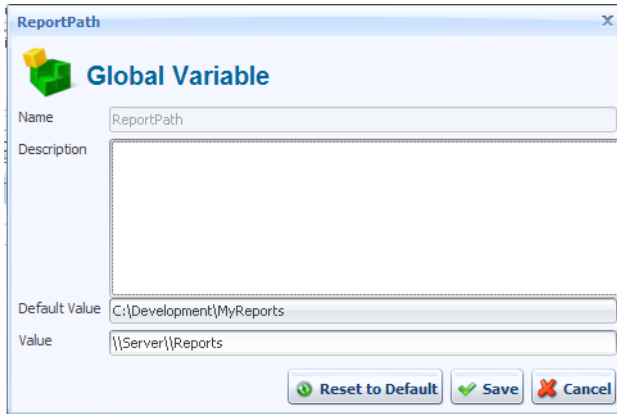 ReportPath
Global Variable
Name ReportPath
Description
Default Value C:\Development\MyReports
Value \\Server\\Reports
Reset to Default Save Cancel